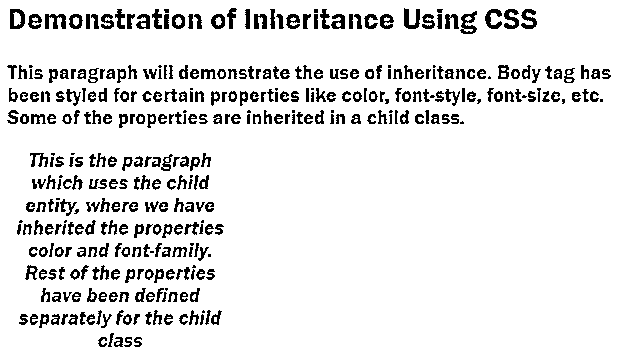 Demonstration of Inheritance Using CSS
This paragraph will demonstrate the use of inheritance. Body tag has
been styled for certain properties like color, font-style, font-size, etc.
Some of the properties are inherited in a child class.
This is the paragraph
which uses the child
entity, where we have
inherited the properties
color and font-family.
Rest of the properties
have been defined
separately for the child
class